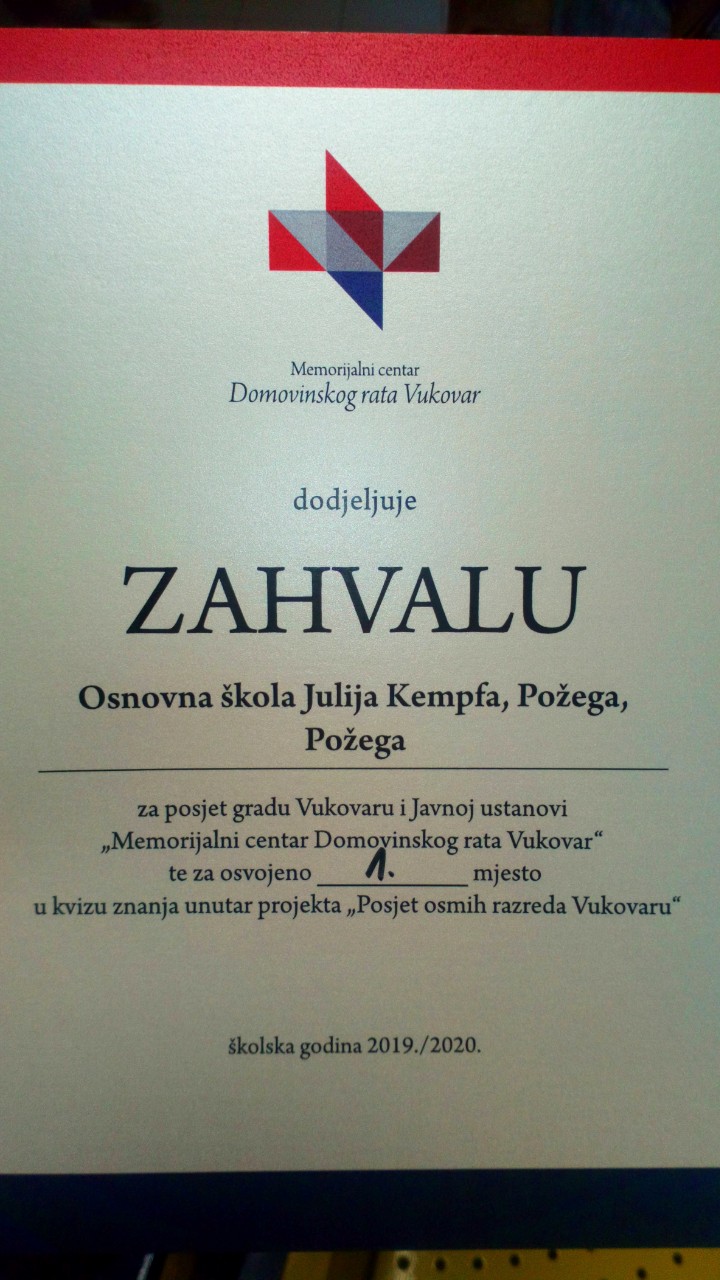 Memorijalni centar
Domovinskog rata Vukovar
dodjeljuje
ZAHVALU
Osnovna škola Julija Kempfa, Požega,
Požega
za posjet gradu Vukovaru i Javnoj ustanovi
„Memorijalni centar Domovinskog rata Vukovar“
te za osvojeno 1. mjesto
u kvizu znanja unutar projekta „Posjet osmih razreda Vukovaru“
školska godina 2019./2020.